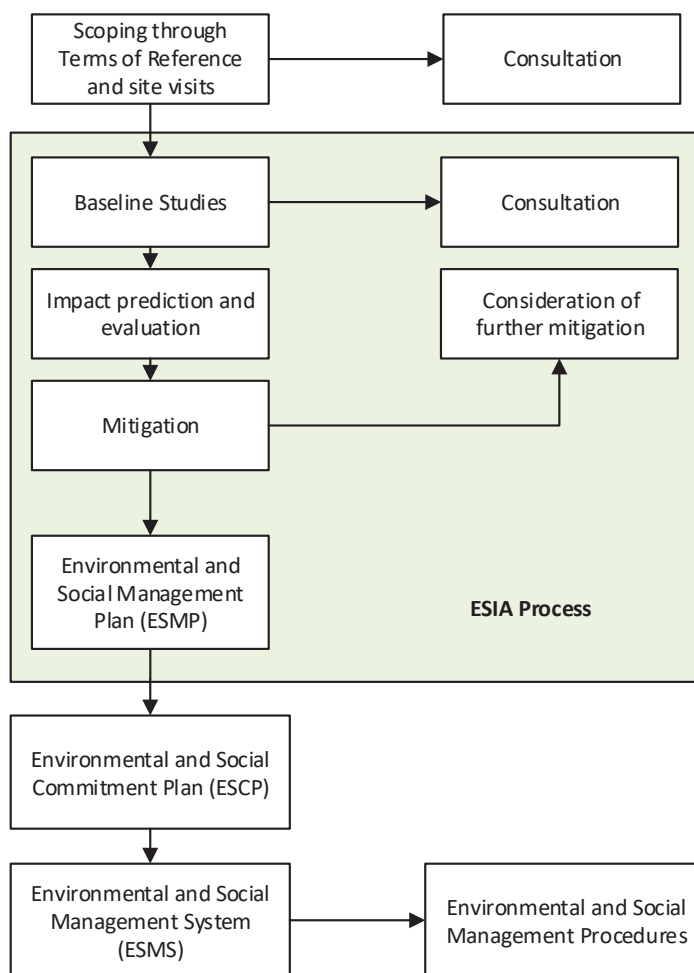 Scoping through
Terms of Reference
and site visits
Consultation
Baseline Studies
Consultation
Impact prediction and
evaluation
Consideration of
further mitigation
Mitigation
Environmental and
Social Management
Plan (ESMP)
ESIA Process
Environmental and Social
Commitment Plan (ESCP)
Environmental and Social
Management System
(ESMS)
Environmental and Social
Management Procedures